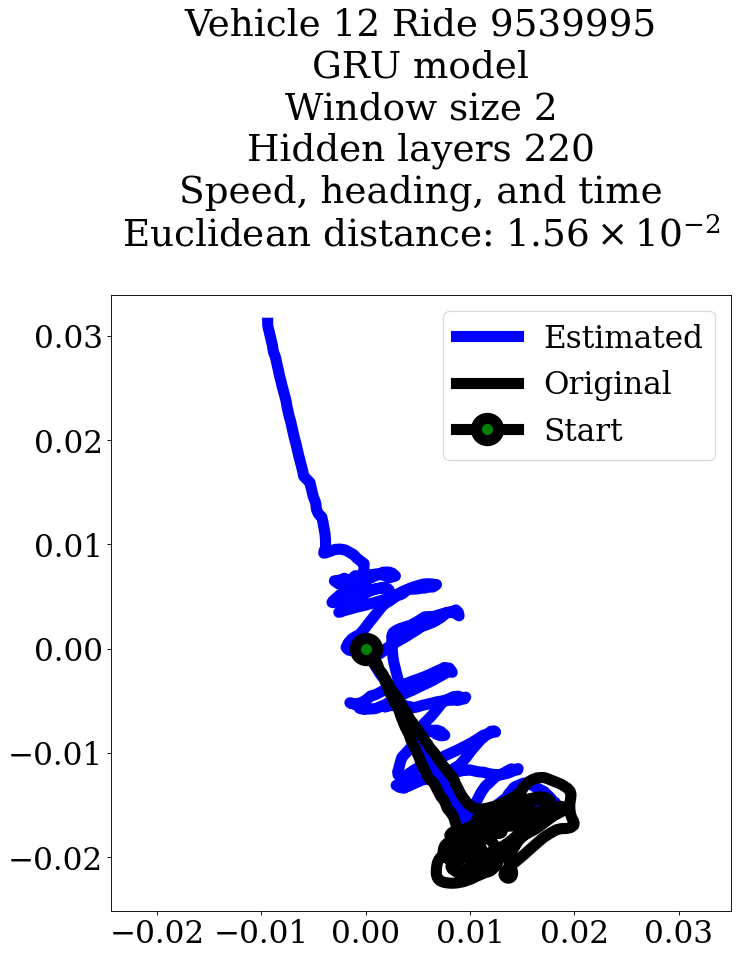 Vehicle 12 Ride 9539995
GRU model
Window size 2
Hidden layers 220
Speed, heading, and time
Euclidean distance: 1.56 × 10⁻²
Estimated
Original
Start
0.03
0.02
0.01
0.00
−0.01
−0.02
−0.02 −0.01 0.00 0.01 0.02 0.03